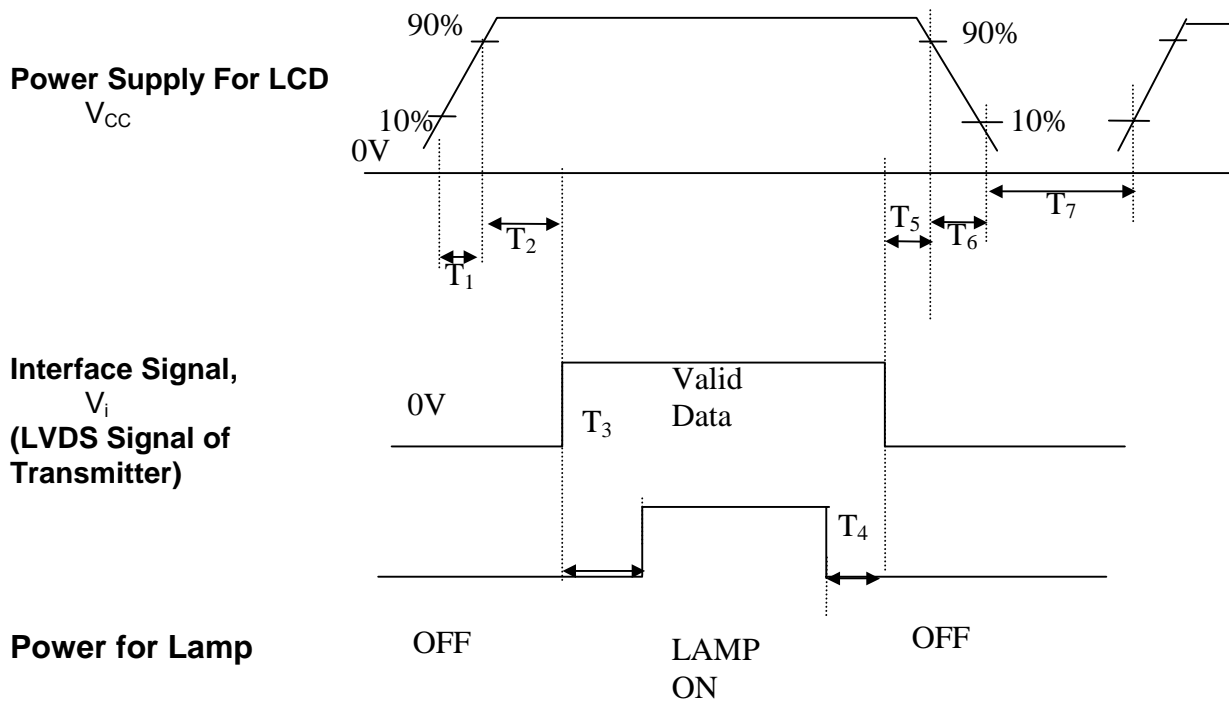 90%
90%
Power Supply For LCD
VCC
10%
10%
0V
T1
T2
T5
T6
T7
Interface Signal,
Vi
(LVDS Signal of
Transmitter)
0V
T3
Valid
Data
T4
Power for Lamp
OFF
LAMP
ON
OFF